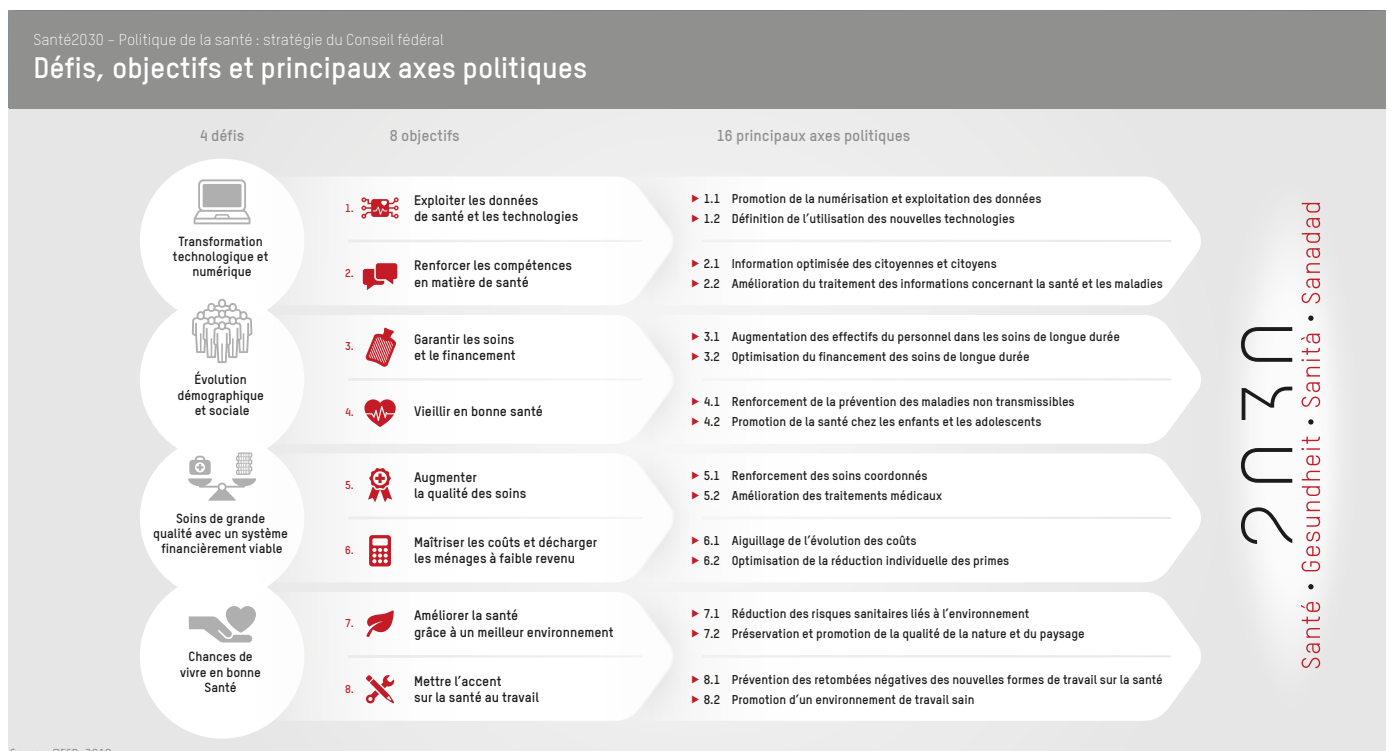 Santé2030 – Politique de la santé : stratégie du Conseil fédéral
Défis, objectifs et principaux axes politiques
4 défis
8 objectifs
16 principaux axes politiques
Transformation
technologique et
numérique
1. Exploiter les données
de santé et les technologies
▶ 1.1 Promotion de la numérisation et exploitation des données
▶ 1.2 Définition de l'utilisation des nouvelles technologies
2. Renforcer les compétences
en matière de santé
▶ 2.1 Information optimisée des citoyennes et citoyens
▶ 2.2 Amélioration du traitement des informations concernant la santé et les maladies
Évolution
démographique
et sociale
3. Garantir les soins
et le financement
▶ 3.1 Augmentation des effectifs du personnel dans les soins de longue durée
▶ 3.2 Optimisation du financement des soins de longue durée
4. Vieillir en bonne santé
▶ 4.1 Renforcement de la prévention des maladies non transmissibles
▶ 4.2 Promotion de la santé chez les enfants et les adolescents
Soins de grande
qualité avec un système
financièrement viable
5. Augmenter
la qualité des soins
▶ 5.1 Renforcement des soins coordonnés
▶ 5.2 Amélioration des traitements médicaux
6. Maîtriser les coûts et décharger
les ménages à faible revenu
▶ 6.1 Aiguillage de l'évolution des coûts
▶ 6.2 Optimisation de la réduction individuelle des primes
Chances de
vivre en bonne
Santé
7. Améliorer la santé
grâce à un meilleur environnement
▶ 7.1 Réduction des risques sanitaires liés à l'environnement
▶ 7.2 Préservation et promotion de la qualité de la nature et du paysage
8. Mettre l'accent
sur la santé au travail
▶ 8.1 Prévention des retombées négatives des nouvelles formes de travail sur la santé
▶ 8.2 Promotion d'un environnement de travail sain
2030
Santé • Gesundheit • Sanità • Sanadad